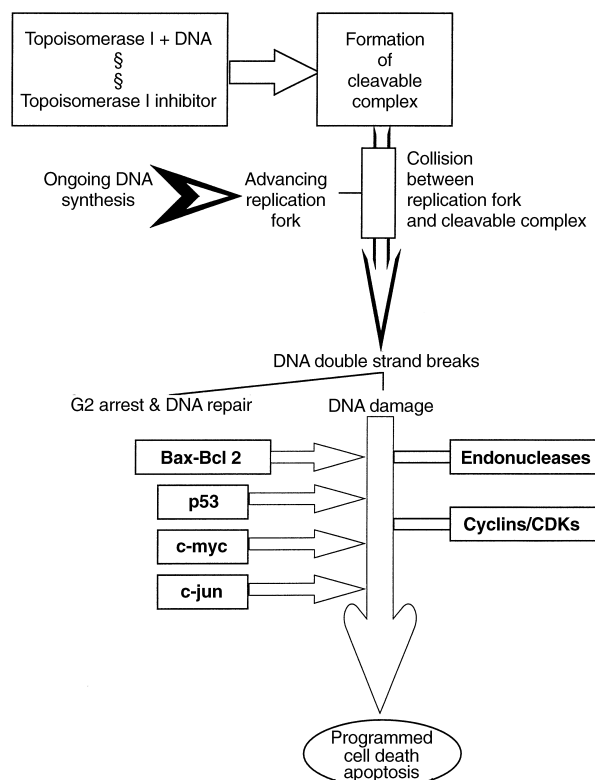 Topoisomerase I + DNA
§
§
Topoisomerase I inhibitor
Formation
of
cleavable
complex
Ongoing DNA
synthesis
Advancing
replication
fork
Collision
between
replication fork
and cleavable complex
DNA double strand breaks
G2 arrest & DNA repair
DNA damage
Bax-Bcl 2
p53
c-myc
c-jun
Endonucleases
Cyclins/CDKs
Programmed
cell death
apoptosis